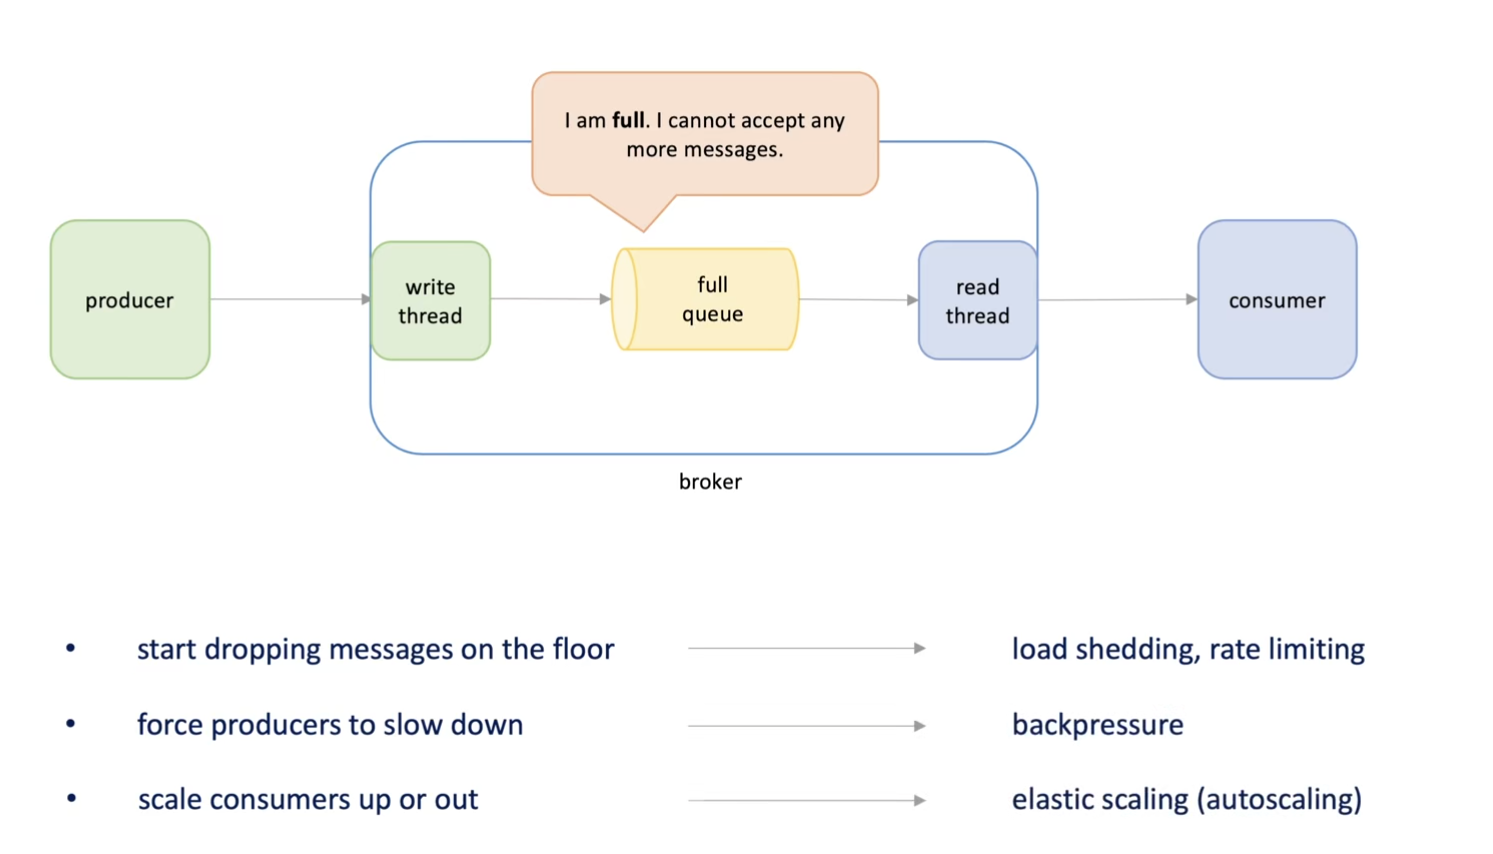 I am full. I cannot accept any
more messages.
producer
write
thread
full
queue
read
thread
consumer
broker
• start dropping messages on the floor
load shedding, rate limiting
• force producers to slow down
backpressure
• scale consumers up or out
elastic scaling (autoscaling)